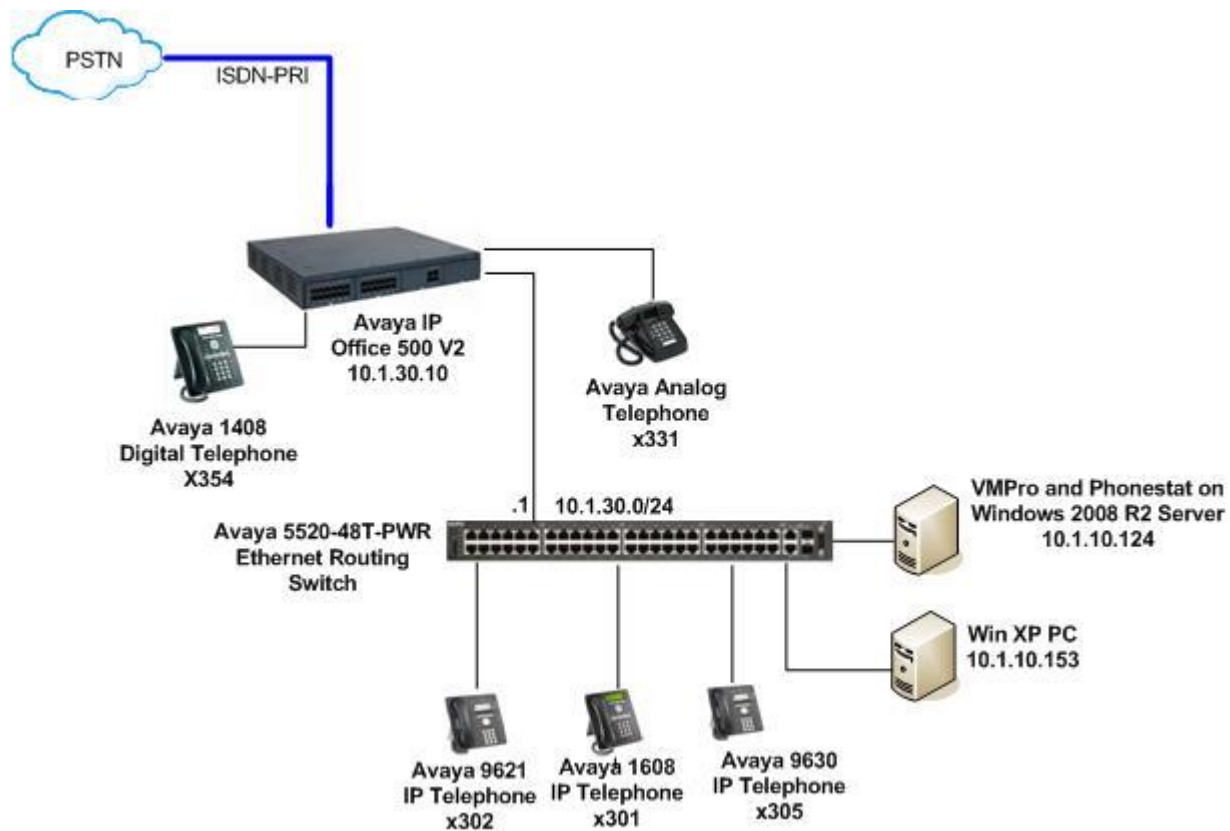 PSTN
ISDN-PRI
Avaya IP
Office 500 V2
10.1.30.10
Avaya 1408
Digital Telephone
X354
Avaya Analog
Telephone
x331
.1 10.1.30.0/24
Avaya 5520-48T-PWR
Ethernet Routing
Switch
VMPro and Phonestat on
Windows 2008 R2 Server
10.1.10.124
Win XP PC
10.1.10.153
Avaya 9621
IP Telephone
x302
Avaya 1608
IP Telephone
x301
Avaya 9630
IP Telephone
x305